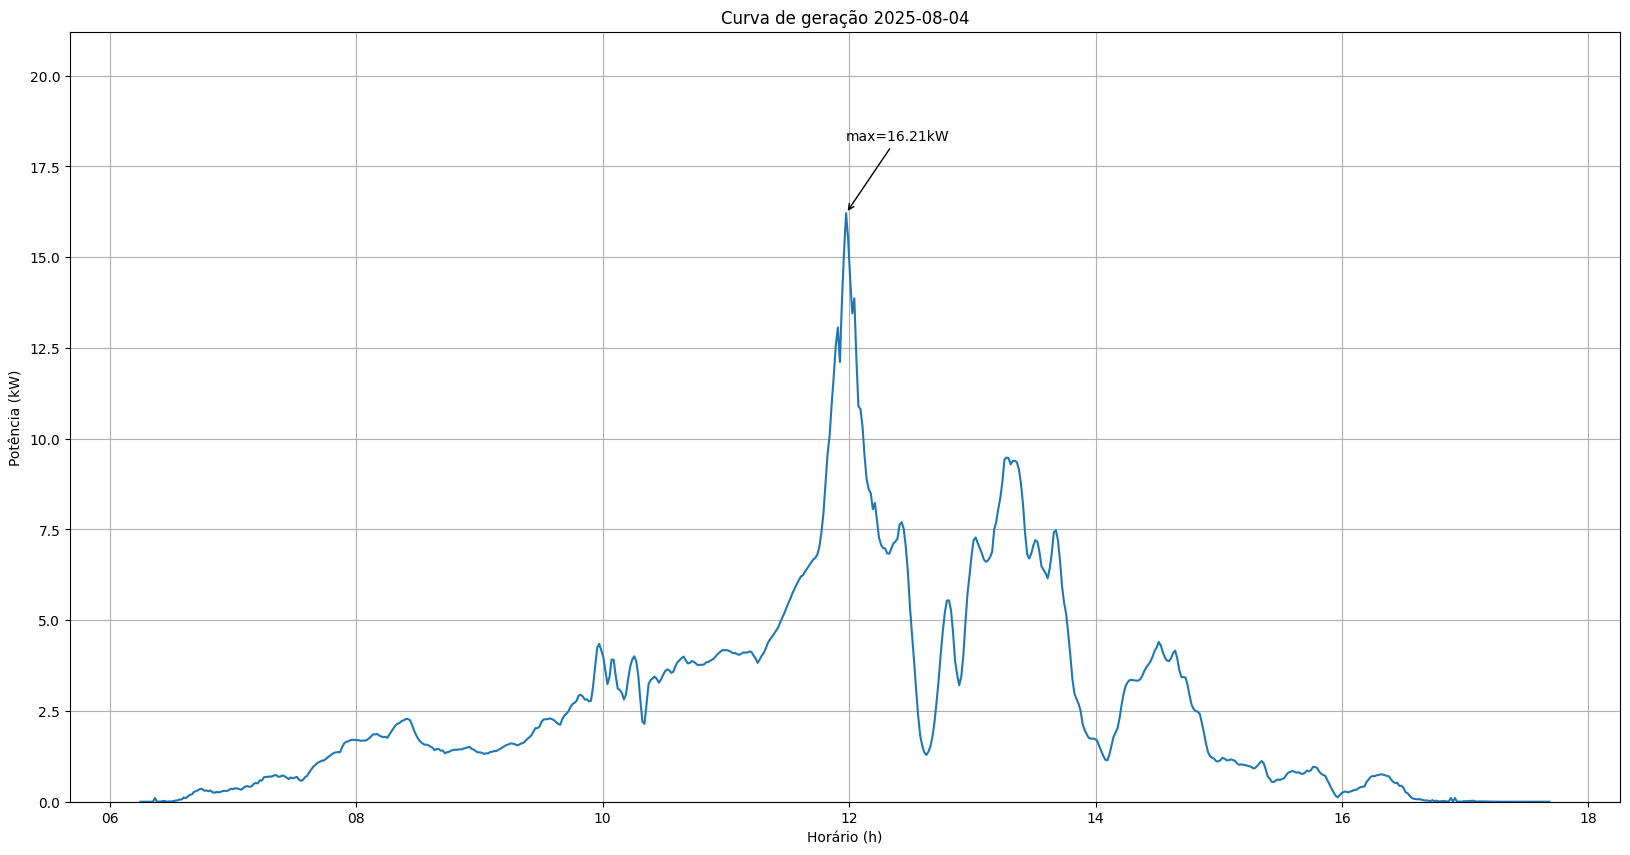 Curva de geração 2025-08-04
20.0
17.5
15.0
12.5
10.0
7.5
5.0
2.5
0.0
Potência (kW)
max=16.21kW
06 08 10 12 14 16 18
Horário (h)